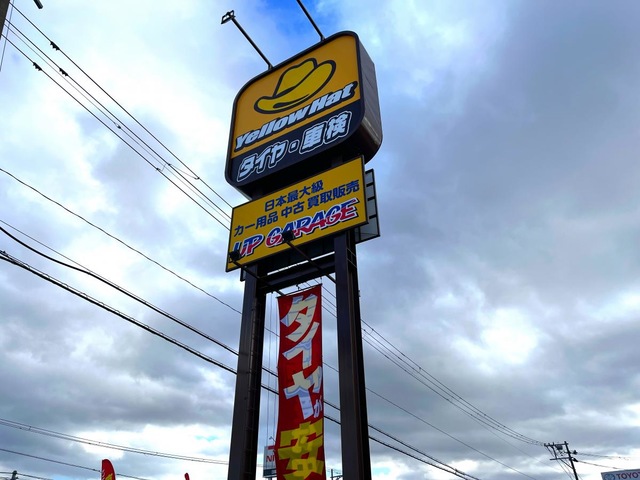 Yellow Hat
タイヤ・車検
日本最大級
カー用品 中古 買取販売
UP GARAGE
タイヤが安
TOYOT